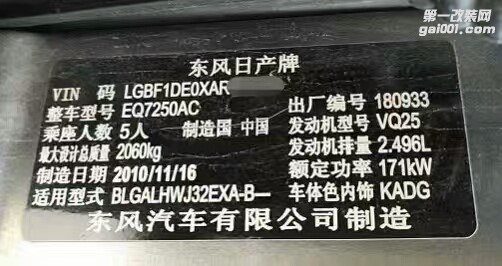 第一改装网
gai001.com
东风日产牌
VIN 码 LGBF1DE0XAR
整车型号 EQ7250AC 出厂编号 180933
乘座人数 5人 制造国 中国 发动机型号 VQ25
最大设计总质量 2060kg 发动机排量 2.496L
制造日期 2010/11/16 额定功率 171kW
适用型式 BLGALHWJ32EXA-B— 车体色内饰 KADG
东风汽车有限公司制造